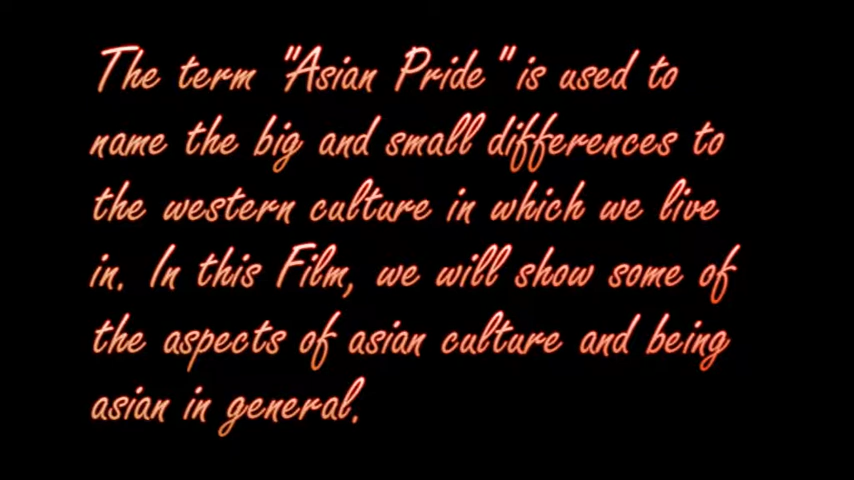 The term "Asian Pride" is used to
name the big and small differences to
the western culture in which we live
in. In this Film, we will show some of
the aspects of asian culture and being
asian in general.